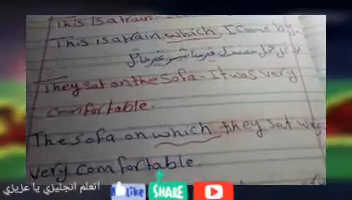 This is a train
This is a train which I came by.
They sat on the sofa. It was very
comfortable.
The sofa on which they sat was
very comfortable.
اتعلم انجليزي يا عزيزي
Like SHARE